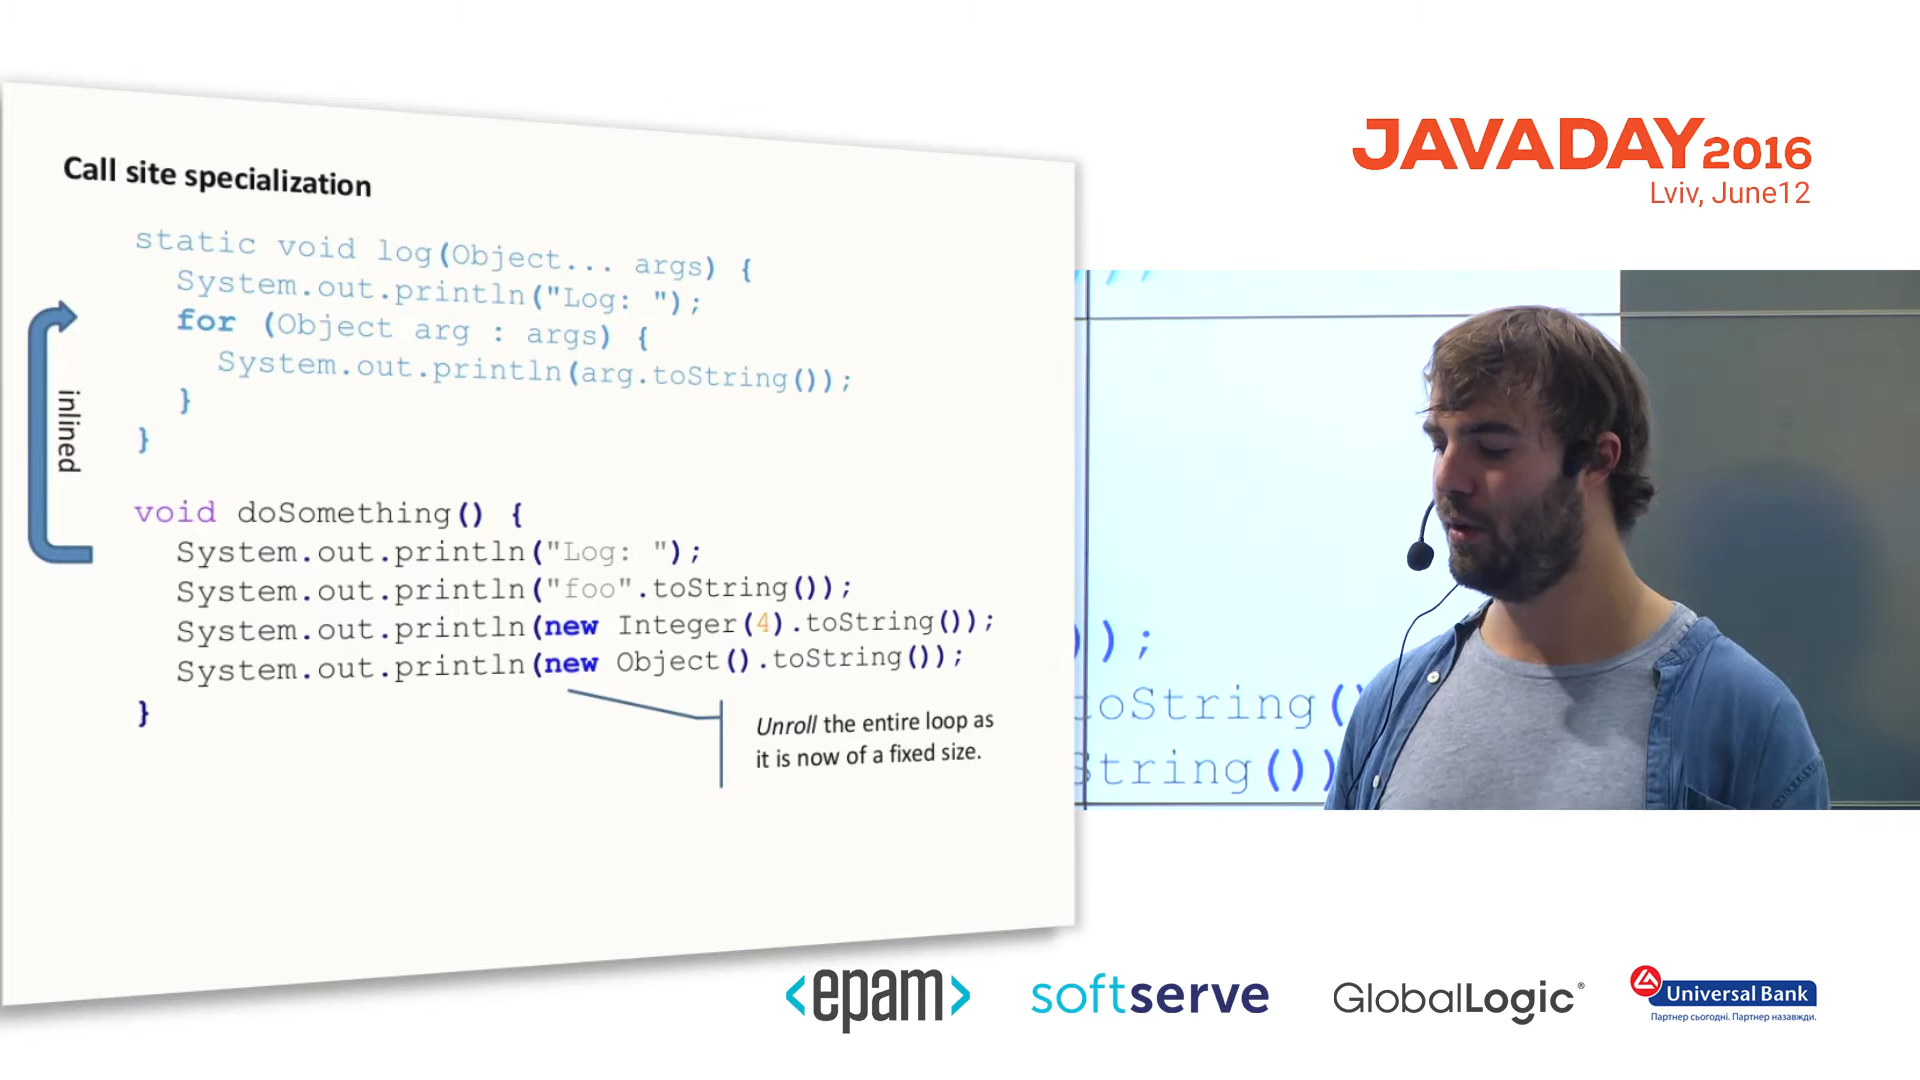 Call site specialization
static void log(Object... args) {
System.out.println("Log: ");
for (Object arg : args) {
System.out.println(arg.toString());
}
}
inlined
void doSomething() {
System.out.println("Log: ");
System.out.println("foo".toString());
System.out.println(new Integer(4).toString());
System.out.println(new Object().toString());
}
Unroll the entire loop as
it is now of a fixed size.
JAVADAY2016
Lviv, June12
));
));
toString(
String())
<epam>
softserve
GlobalLogic®
Universal Bank
Партнер сьогодні. Партнер назавжди.